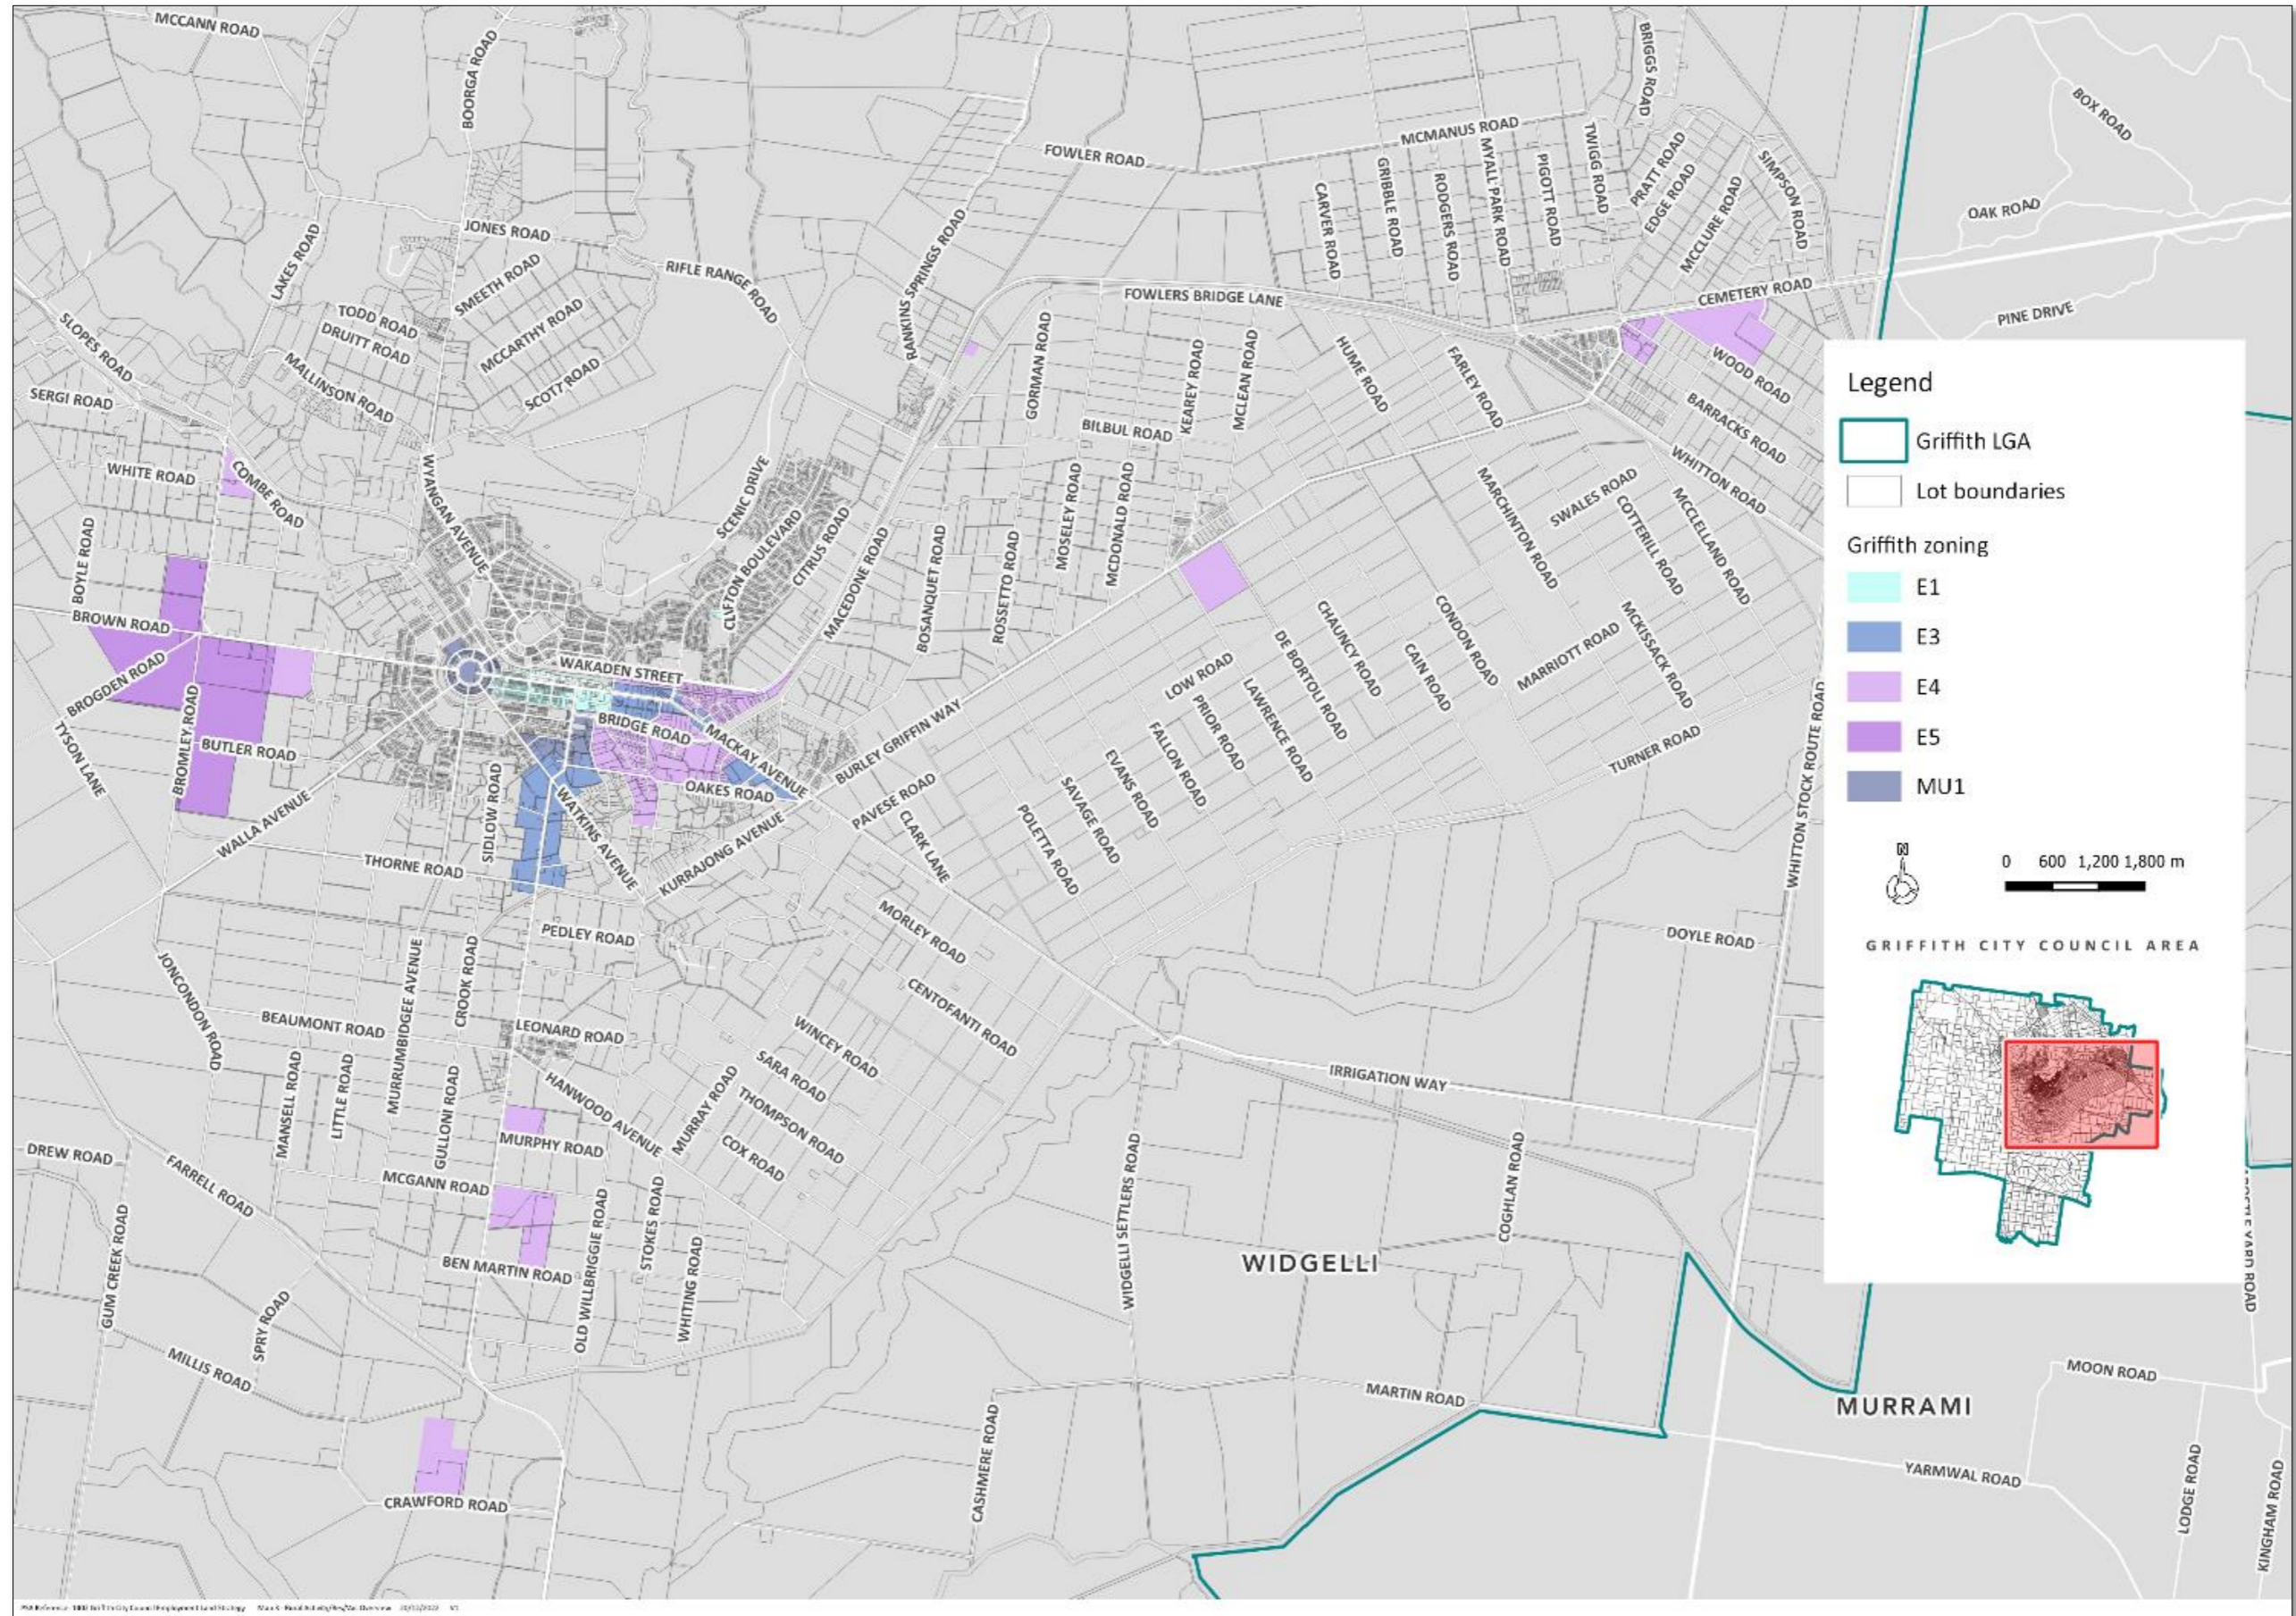 MCCANN ROAD
BOORGA ROAD
BRIGGS ROAD
BOX ROAD
MCMANUS ROAD
FOWLER ROAD
TWIGG ROAD
PRATT ROAD
SIMPSON ROAD
MYALL PARK ROAD
PIGOTT ROAD
GRIBBLE ROAD
RODGERS ROAD
CARVER ROAD
EDGE ROAD
MCCLURE ROAD
OAK ROAD
JONES ROAD
LAKES ROAD
SMEETH ROAD
RIFLE RANGE ROAD
RANKINS SPRINGS ROAD
FOWLERS BRIDGE LANE
CEMETERY ROAD
PINE DRIVE
TODD ROAD
DRUITT ROAD
MCCARTHY ROAD
SLOPES ROAD
MALLINSON ROAD
SCOTT ROAD
SERGI ROAD
GORMAN ROAD
KEAREY ROAD
MCLEAN ROAD
HUME ROAD
FARLEY ROAD
WOOD ROAD
BILBUL ROAD
BARRACKS ROAD
WHITE ROAD
COMBE ROAD
WYANGAN AVENUE
SCENIC DRIVE
CLIFTON BOULEVARD
CITRUS ROAD
MACEDONE ROAD
BOSANQUET ROAD
ROSSETTO ROAD
MOSELEY ROAD
MCDONALD ROAD
MARCHINTON ROAD
SWALES ROAD
COTTERILL ROAD
MCCLELLAND ROAD
WHITTON ROAD
BOYLE ROAD
BROWN ROAD
BROGDEN ROAD
TYSON LANE
BROMLEY ROAD
BUTLER ROAD
WAKADEN STREET
BRIDGE ROAD
MACKAY AVENUE
OAKES ROAD
BURLEY GRIFFIN WAY
LOW ROAD
PRIOR ROAD
LAWRENCE ROAD
DE BORTOLI ROAD
CHAUNCY ROAD
CAIN ROAD
CONDON ROAD
MARRIOTT ROAD
MCKISSACK ROAD
TURNER ROAD
WHITTON STOCK ROUTE ROAD
FALLON ROAD
EVANS ROAD
SAVAGE ROAD
POLETTA ROAD
PAVESE ROAD
CLARK LANE
WALLA AVENUE
THORNE ROAD
SIDLOW ROAD
WATKINS AVENUE
KURRAJONG AVENUE
PEDLEY ROAD
MORLEY ROAD
CENTOFANTI ROAD
DOYLE ROAD
JONCONDON ROAD
MURRUMBIDGEE AVENUE
CROOK ROAD
BEAUMONT ROAD
LEONARD ROAD
WINCEY ROAD
SARA ROAD
THOMPSON ROAD
COX ROAD
MURRAY ROAD
HANWOOD AVENUE
MANSELL ROAD
LITTLE ROAD
GULLONI ROAD
MURPHY ROAD
IRRIGATION WAY
DREW ROAD
FARRELL ROAD
MCGANN ROAD
GUM CREEK ROAD
OLD WILLBRIGGIE ROAD
STOKES ROAD
WHITING ROAD
BEN MARTIN ROAD
WIDGELLI SETTLERS ROAD
COGHLAN ROAD
WIDGELLI
SPRY ROAD
MILLIS ROAD
CRAWFORD ROAD
CASHMERE ROAD
MARTIN ROAD
MURRAMI
MOON ROAD
YARMWAL ROAD
LODGE ROAD
KINGHAM ROAD
YARD ROAD
Legend
Griffith LGA
Lot boundaries
Griffith zoning
E1
E3
E4
E5
MU1
N
0 600 1,200 1,800 m
GRIFFITH CITY COUNCIL AREA